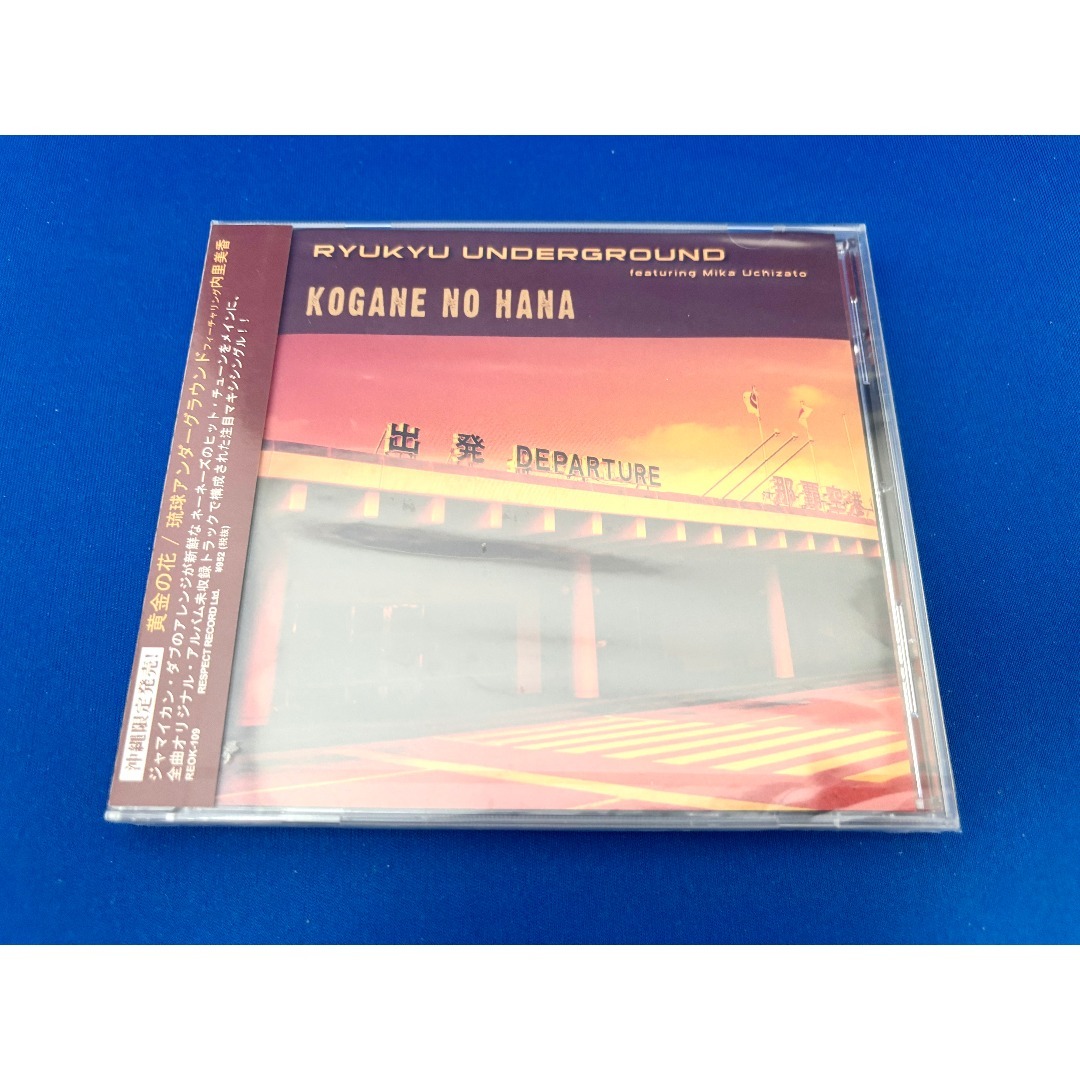 RYUKYU UNDERGROUND
featuring Mika Uchizato
KOGANE NO HANA
出発 DEPARTURE
那覇空港
沖縄限定発売!
黄金の花 / 琉球アンダーグラウンド フィーチャリング内里美香
ジャマイカン・ダブのアレンジが新鮮なネーネーズのヒット・チューンをメインに、
全曲オリジナル・アルバム未収録トラックで構成された注目マキシシングル!!
REOK-109 RESPECT RECORD Ltd. ¥952 (税抜)